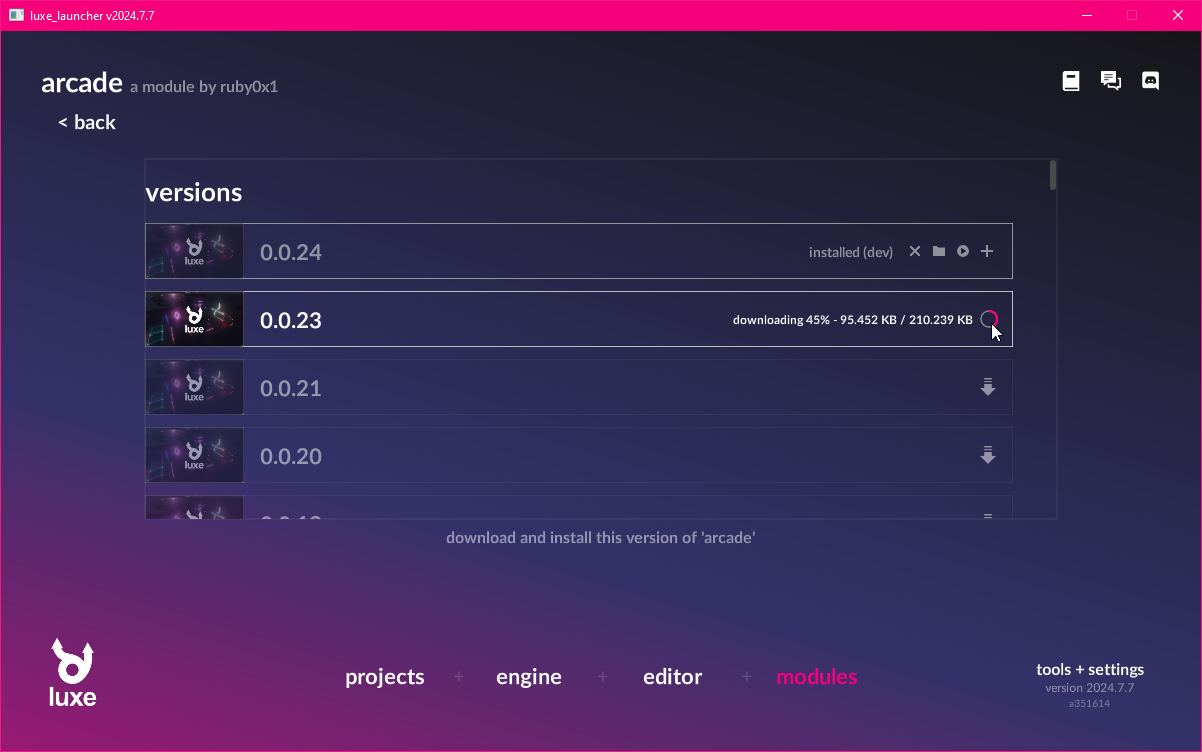 luxe_launcher v2024.7.7
arcade a module by ruby0x1
< back
versions
luxe 0.0.24 installed (dev)
luxe 0.0.23 downloading 45% - 95.452 KB / 210.239 KB
luxe 0.0.21
luxe 0.0.20
download and install this version of 'arcade'
projects + engine + editor + modules
luxe
tools + settings
version 2024.7.7
a351614